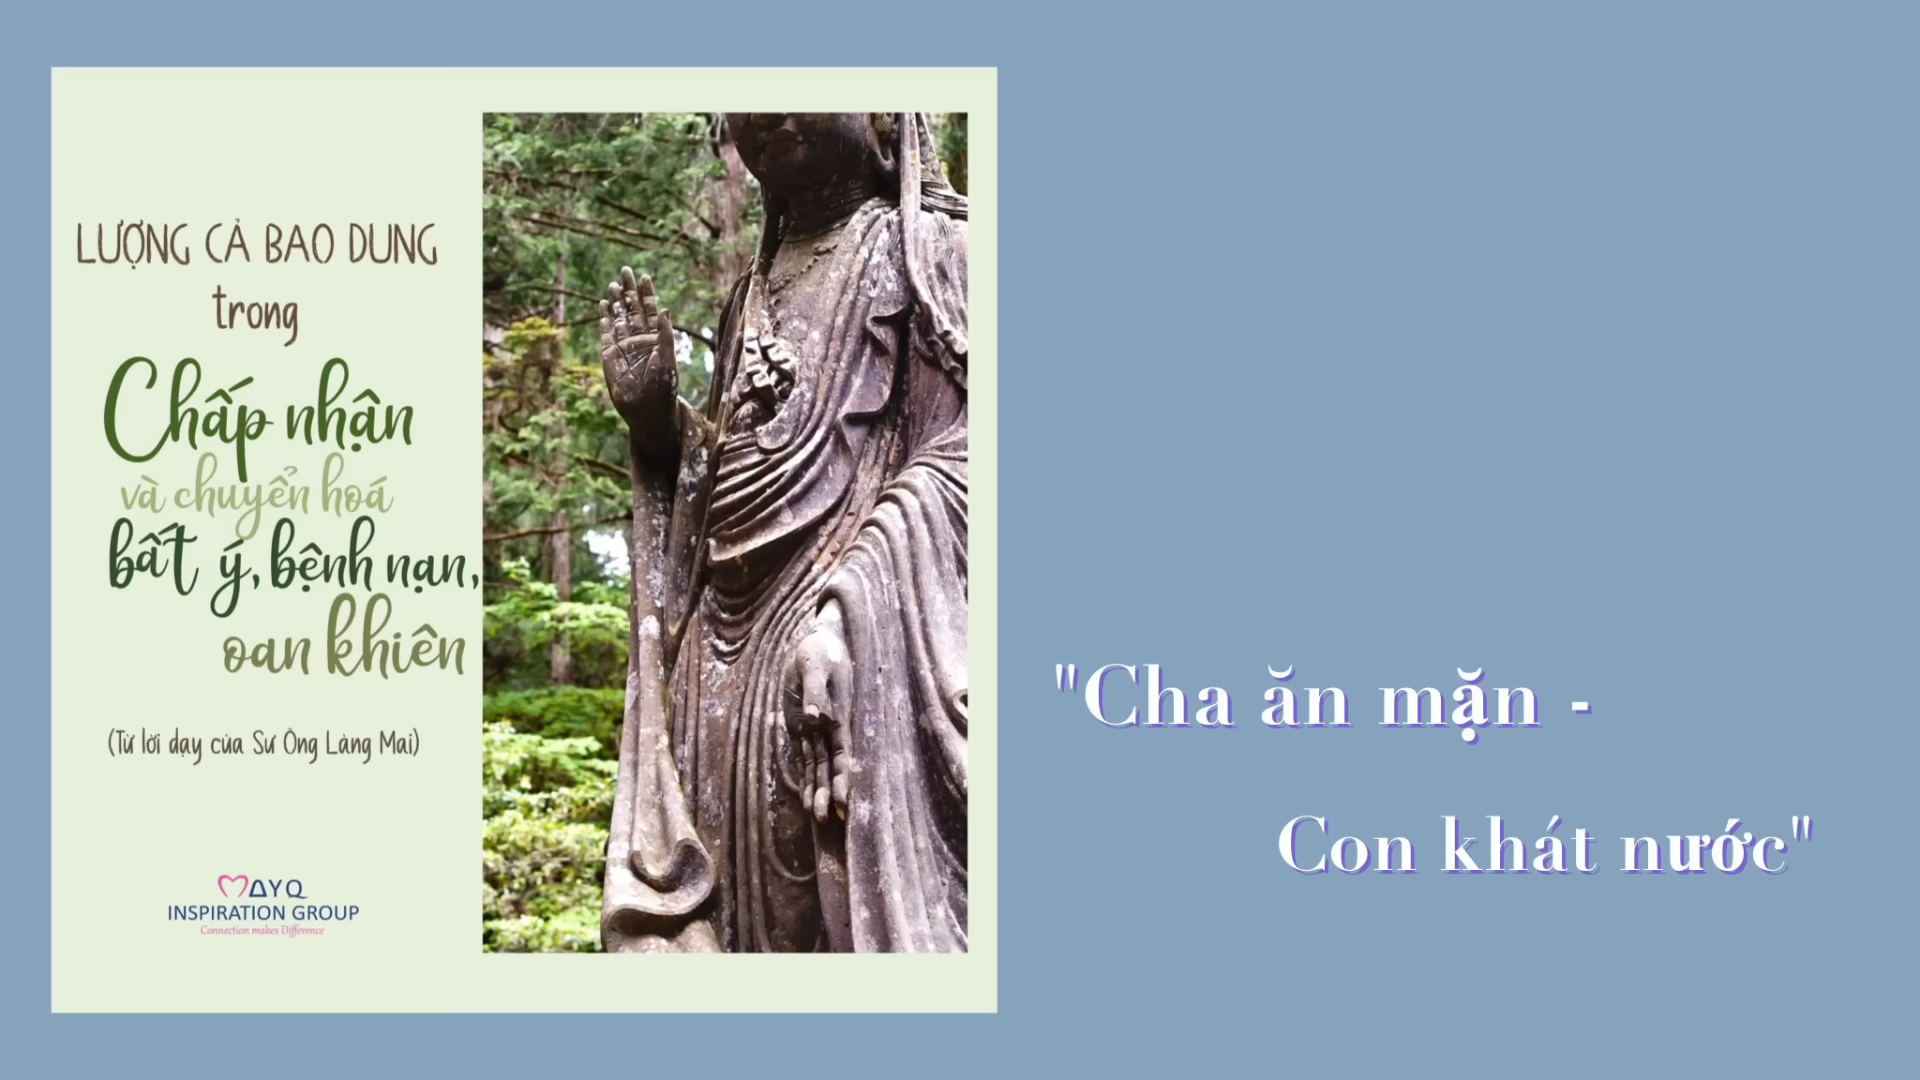 LƯỢNG CẢ BAO DUNG
trong
Chấp nhận
và chuyển hoá
bất ý, bệnh nạn,
oan khiên
(Từ lời dạy của Sư Ông Làng Mai)
MAYQ
INSPIRATION GROUP
Connection makes Difference
"Cha ăn mặn -
Con khát nước"